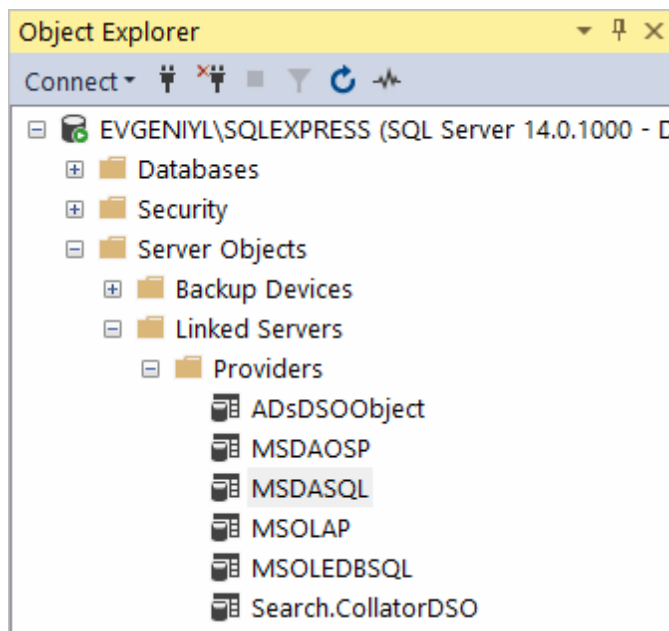 Object Explorer
Connect
EVGENIYL\SQLEXPRESS (SQL Server 14.0.1000 -
Databases
Security
Server Objects
Backup Devices
Linked Servers
Providers
ADsDSOObject
MSDAOSP
MSDASQL
MSOLAP
MSOLEDBSQL
Search.CollatorDSO